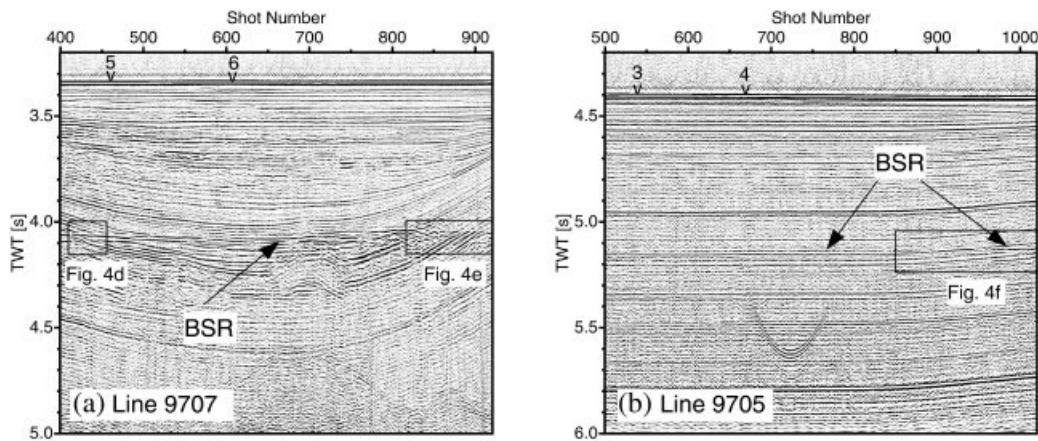 Shot Number
400 500 600 700 800 900
5 6
3.5
4.0
4.5
5.0
TWT [s]
Fig. 4d
Fig. 4e
BSR
(a) Line 9707
Shot Number
500 600 700 800 900 1000
3 4
4.5
5.0
5.5
6.0
TWT [s]
BSR
Fig. 4f
(b) Line 9705